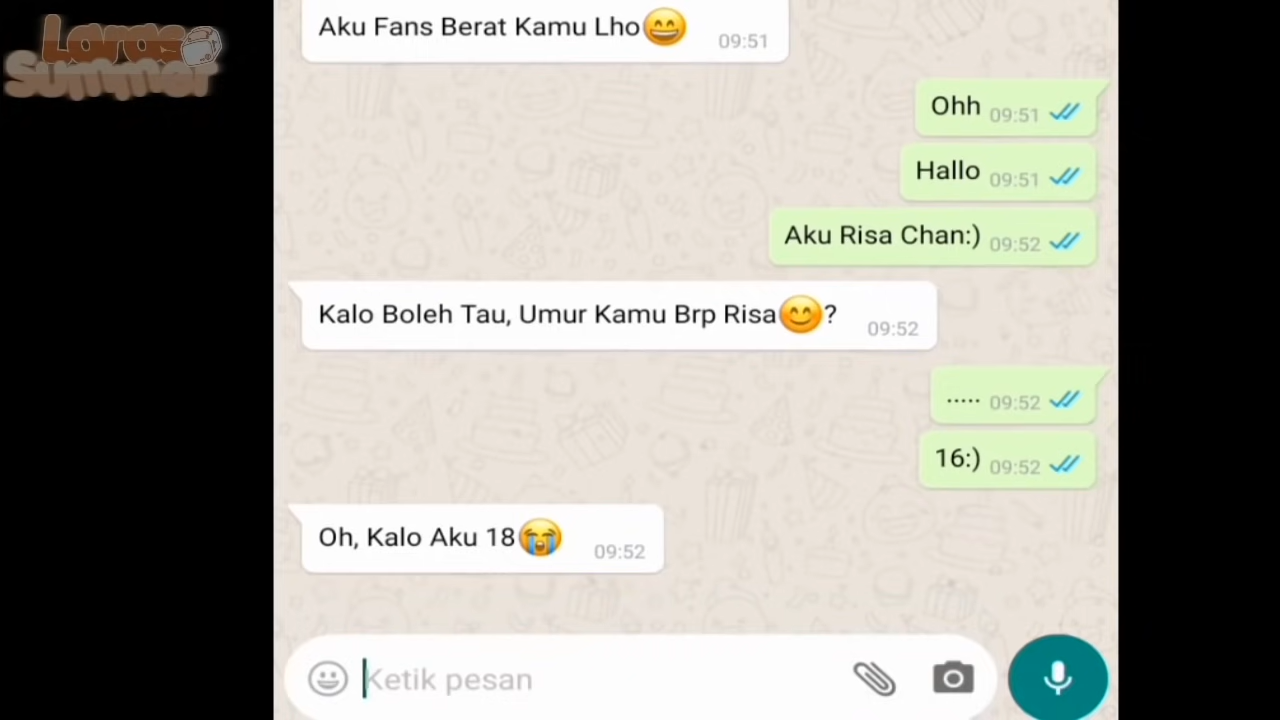 Laras
Summer
Aku Fans Berat Kamu Lho😄 09:51
Ohh 09:51
Hallo 09:51
Aku Risa Chan:) 09:52
Kalo Boleh Tau, Umur Kamu Brp Risa😊? 09:52
..... 09:52
16:) 09:52
Oh, Kalo Aku 18😭 09:52
Ketik pesan